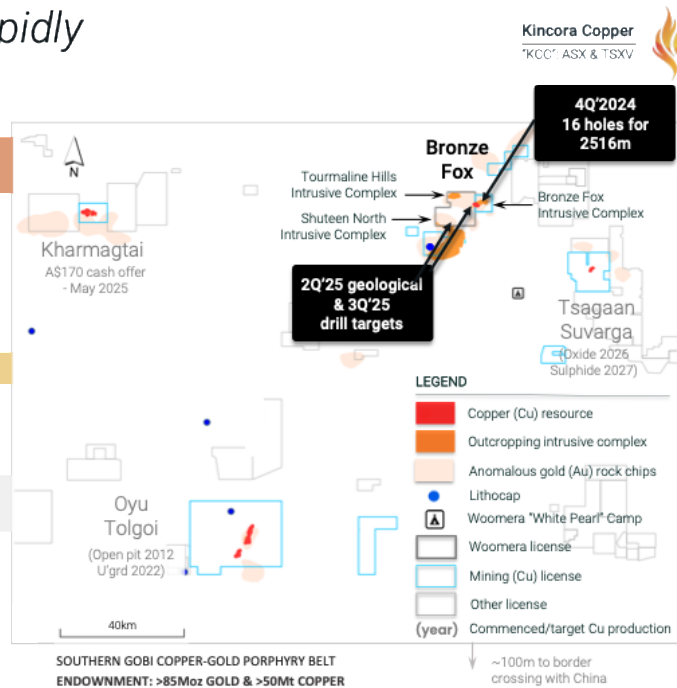 pidly
Kincora Copper
"KCC": ASX & TSXV
4Q'2024
16 holes for
2516m
Bronze
Fox
Tourmaline Hills
Intrusive Complex
Bronze Fox
Intrusive Complex
Shuteen North
Intrusive Complex
N
Kharmagtai
A$170 cash offer
- May 2025
2Q'25 geological
& 3Q'25
drill targets
Tsagaan
Suvarga
(Oxide 2026
Sulphide 2027)
LEGEND
Copper (Cu) resource
Outcropping intrusive complex
Anomalous gold (Au) rock chips
Lithocap
Woomera "White Pearl" Camp
Woomera license
Mining (Cu) license
Other license
(year) Commenced/target Cu production
Oyu
Tolgoi
(Open pit 2012
U'grd 2022)
40km
SOUTHERN GOBI COPPER-GOLD PORPHYRY BELT
ENDOWNMENT: >85Moz GOLD & >50Mt COPPER
~100m to border
crossing with China